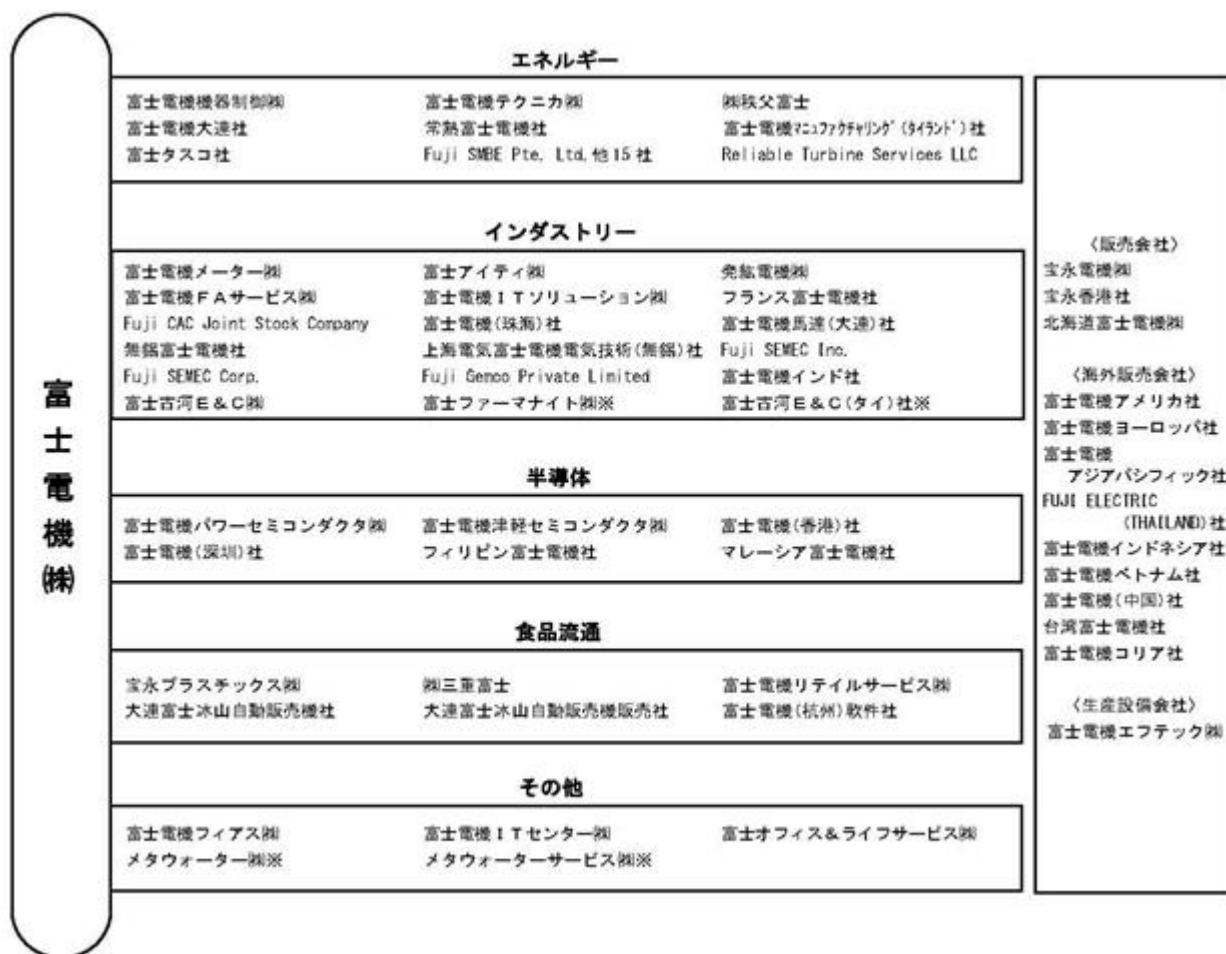 富士電機㈱
エネルギー
富士電機機器制御㈱ 富士電機テクニカ㈱ ㈱秩父富士
富士電機大連社 常熟富士電機社 富士電機ﾏﾆｭﾌｧｸﾁｬﾘﾝｸﾞ(ﾀｲﾗﾝﾄﾞ)社
富士タスコ社 Fuji SMBE Pte. Ltd.他15社 Reliable Turbine Services LLC
インダストリー
富士電機メーター㈱ 富士アイティ㈱ 発紘電機㈱
富士電機FAサービス㈱ 富士電機ITソリューション㈱ フランス富士電機社
Fuji CAC Joint Stock Company 富士電機(珠海)社 富士電機馬達(大連)社
無錫富士電機社 上海電気富士電機電気技術(無錫)社 Fuji SEMEC Inc.
Fuji SEMEC Corp. Fuji Gemco Private Limited 富士電機インド社
富士古河E&C㈱ 富士ファーマナイト㈱※ 富士古河E&C(タイ)社※
半導体
富士電機パワーセミコンダクタ㈱ 富士電機津軽セミコンダクタ㈱ 富士電機(香港)社
富士電機(深圳)社 フィリピン富士電機社 マレーシア富士電機社
食品流通
宝永プラスチックス㈱ ㈱三重富士 富士電機リテイルサービス㈱
大連富士冰山自動販売機社 大連富士冰山自動販売機販売社 富士電機(杭州)軟件社
その他
富士電機フィアス㈱ 富士電機ITセンター㈱ 富士オフィス&ライフサービス㈱
メタウォーター㈱※ メタウォーターサービス㈱※
〈販売会社〉
宝永電機㈱
宝永香港社
北海道富士電機㈱
〈海外販売会社〉
富士電機アメリカ社
富士電機ヨーロッパ社
富士電機
アジアパシフィック社
FUJI ELECTRIC
(THAILAND)社
富士電機インドネシア社
富士電機ベトナム社
富士電機(中国)社
台湾富士電機社
富士電機コリア社
〈生産設備会社〉
富士電機エフテック㈱